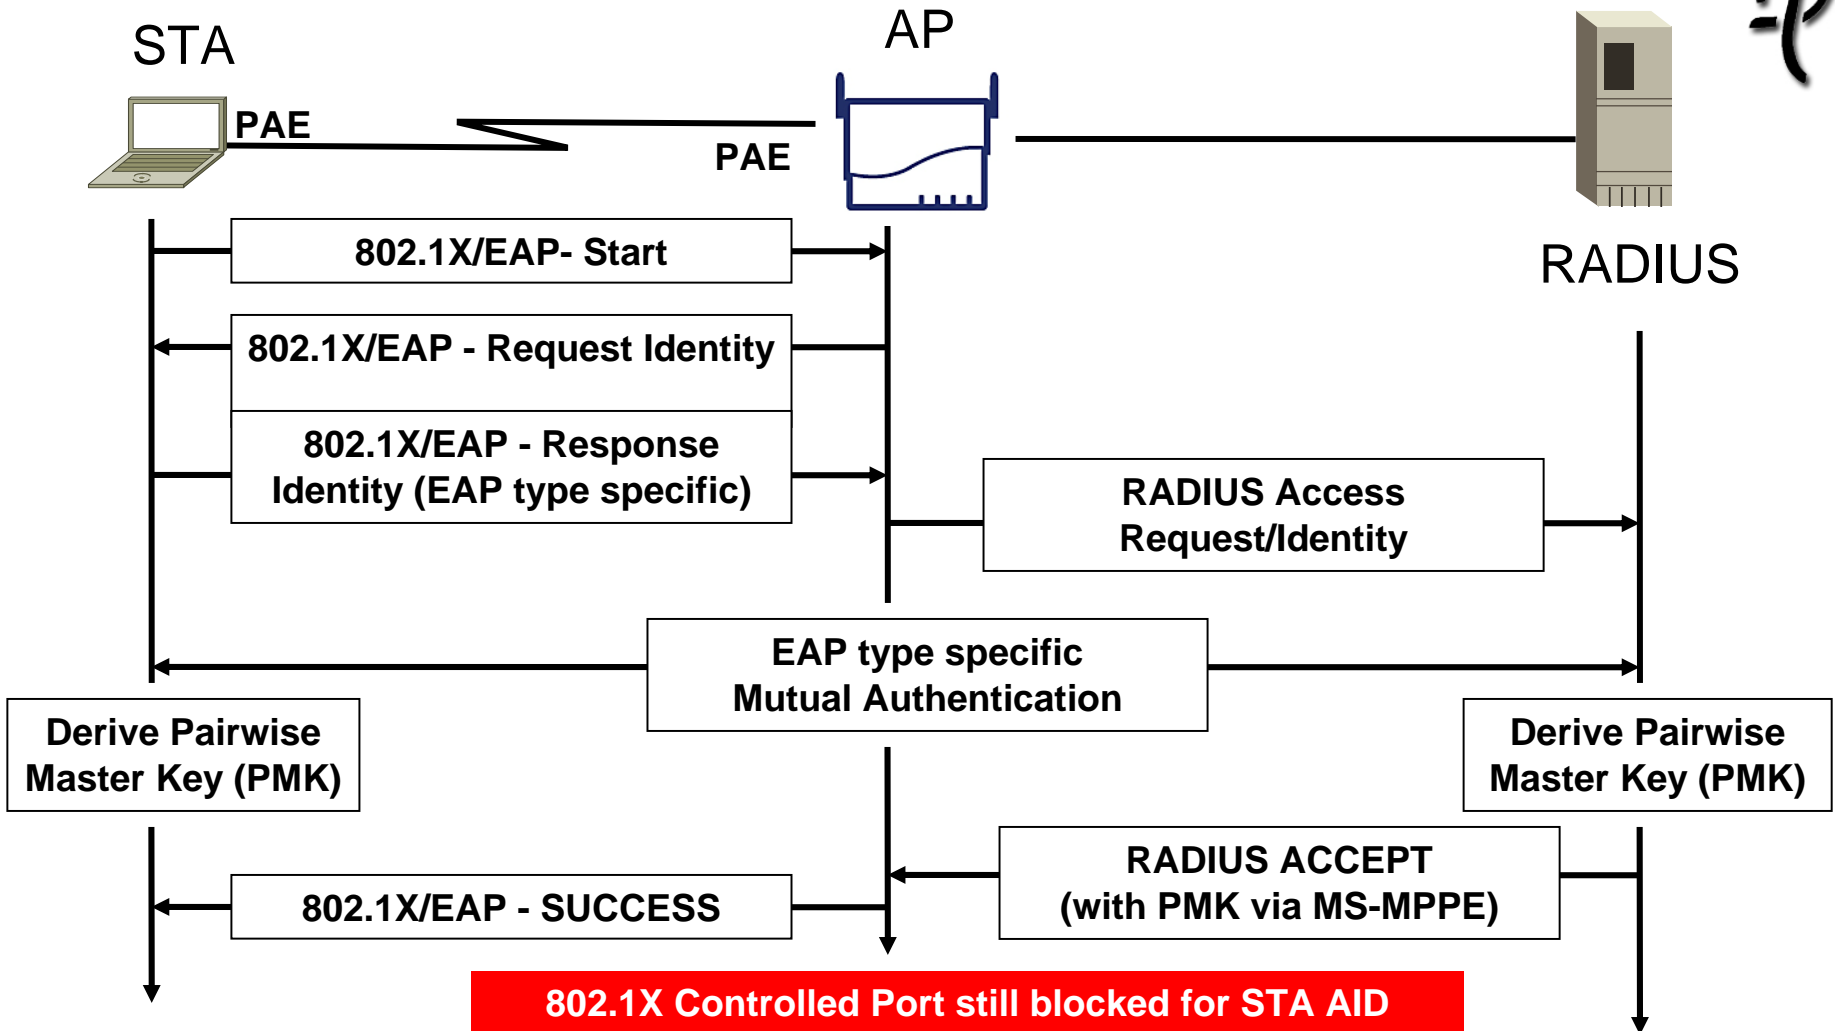 STA
AP
PAE
PAE
RADIUS
802.1X/EAP- Start
802.1X/EAP - Request Identity
802.1X/EAP - Response
Identity (EAP type specific)
RADIUS Access
Request/Identity
EAP type specific
Mutual Authentication
Derive Pairwise
Master Key (PMK)
Derive Pairwise
Master Key (PMK)
RADIUS ACCEPT
(with PMK via MS-MPPE)
802.1X/EAP - SUCCESS
802.1X Controlled Port still blocked for STA AID